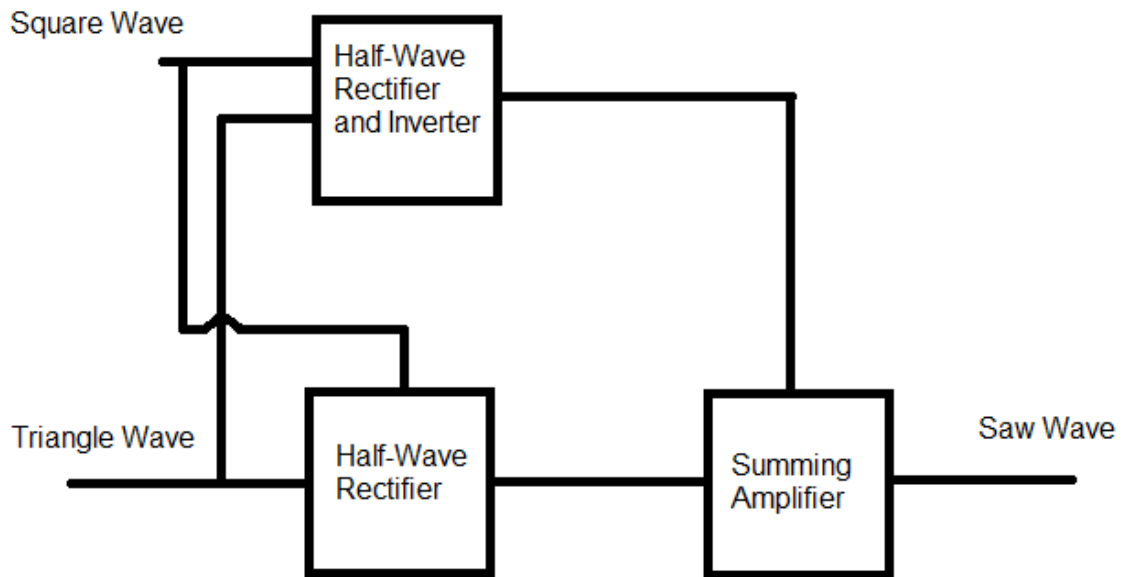 Square Wave
Half-Wave
Rectifier
and Inverter
Triangle Wave
Half-Wave
Rectifier
Summing
Amplifier
Saw Wave